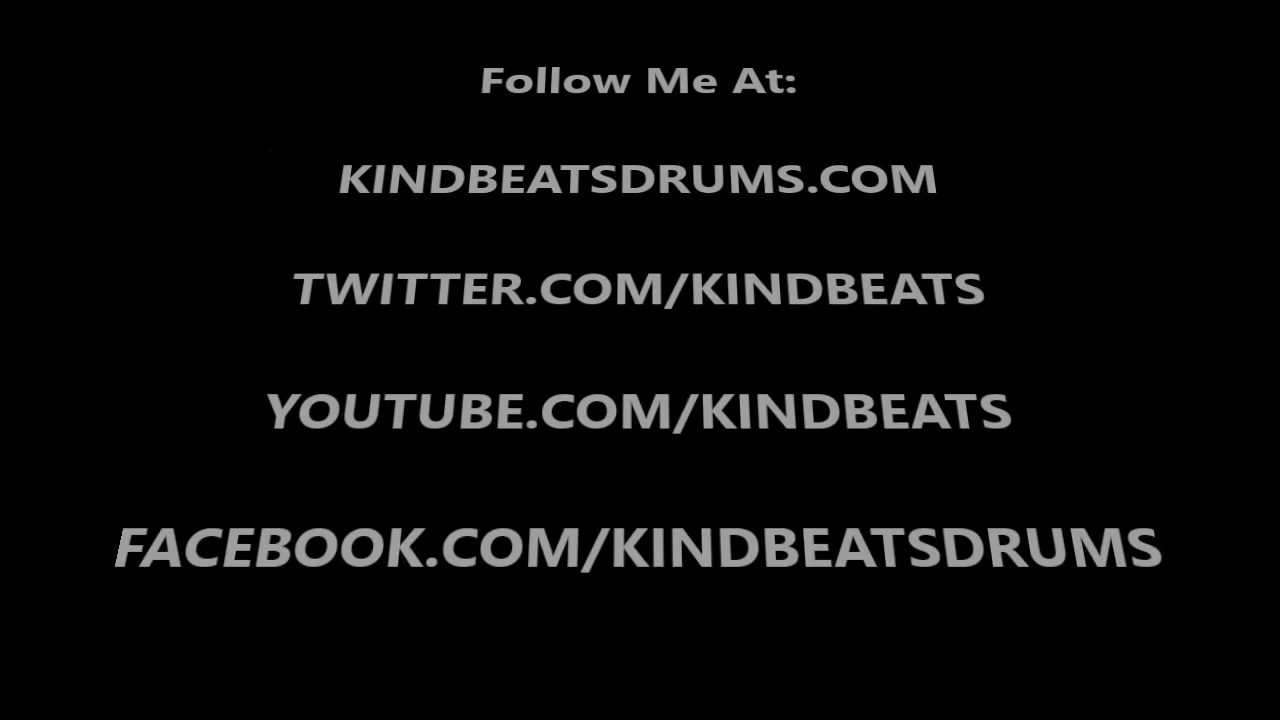 Follow Me At:
KINDBEATSDRUMS.COM
TWITTER.COM/KINDBEATS
YOUTUBE.COM/KINDBEATS
FACEBOOK.COM/KINDBEATSDRUMS